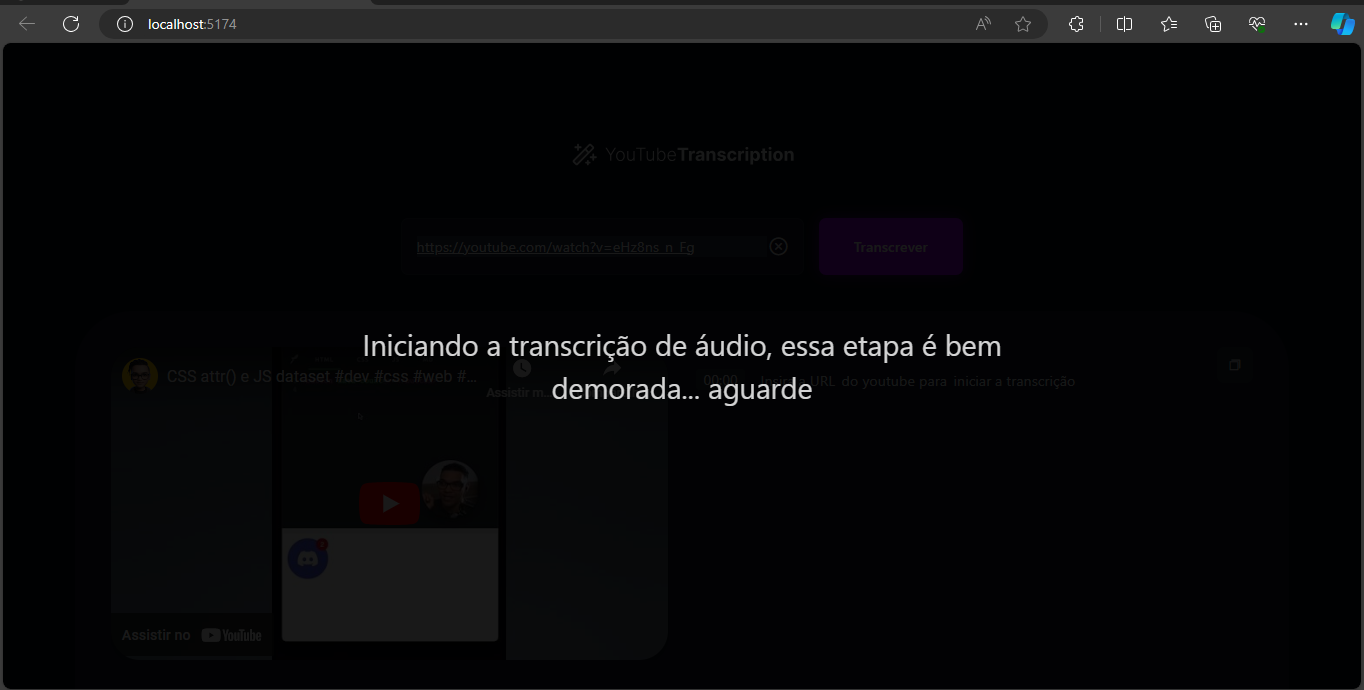 localhost:5174
YouTubeTranscription
https://youtube.com/watch?v=eHz8ns_n_Fg
Transcrever
Iniciando a transcrição de áudio, essa etapa é bem
demorada... aguarde
CSS attr() e JS dataset #dev #css #web #...
Assistir m...
00:00
URL do youtube para iniciar a transcrição
Assistir no YouTube